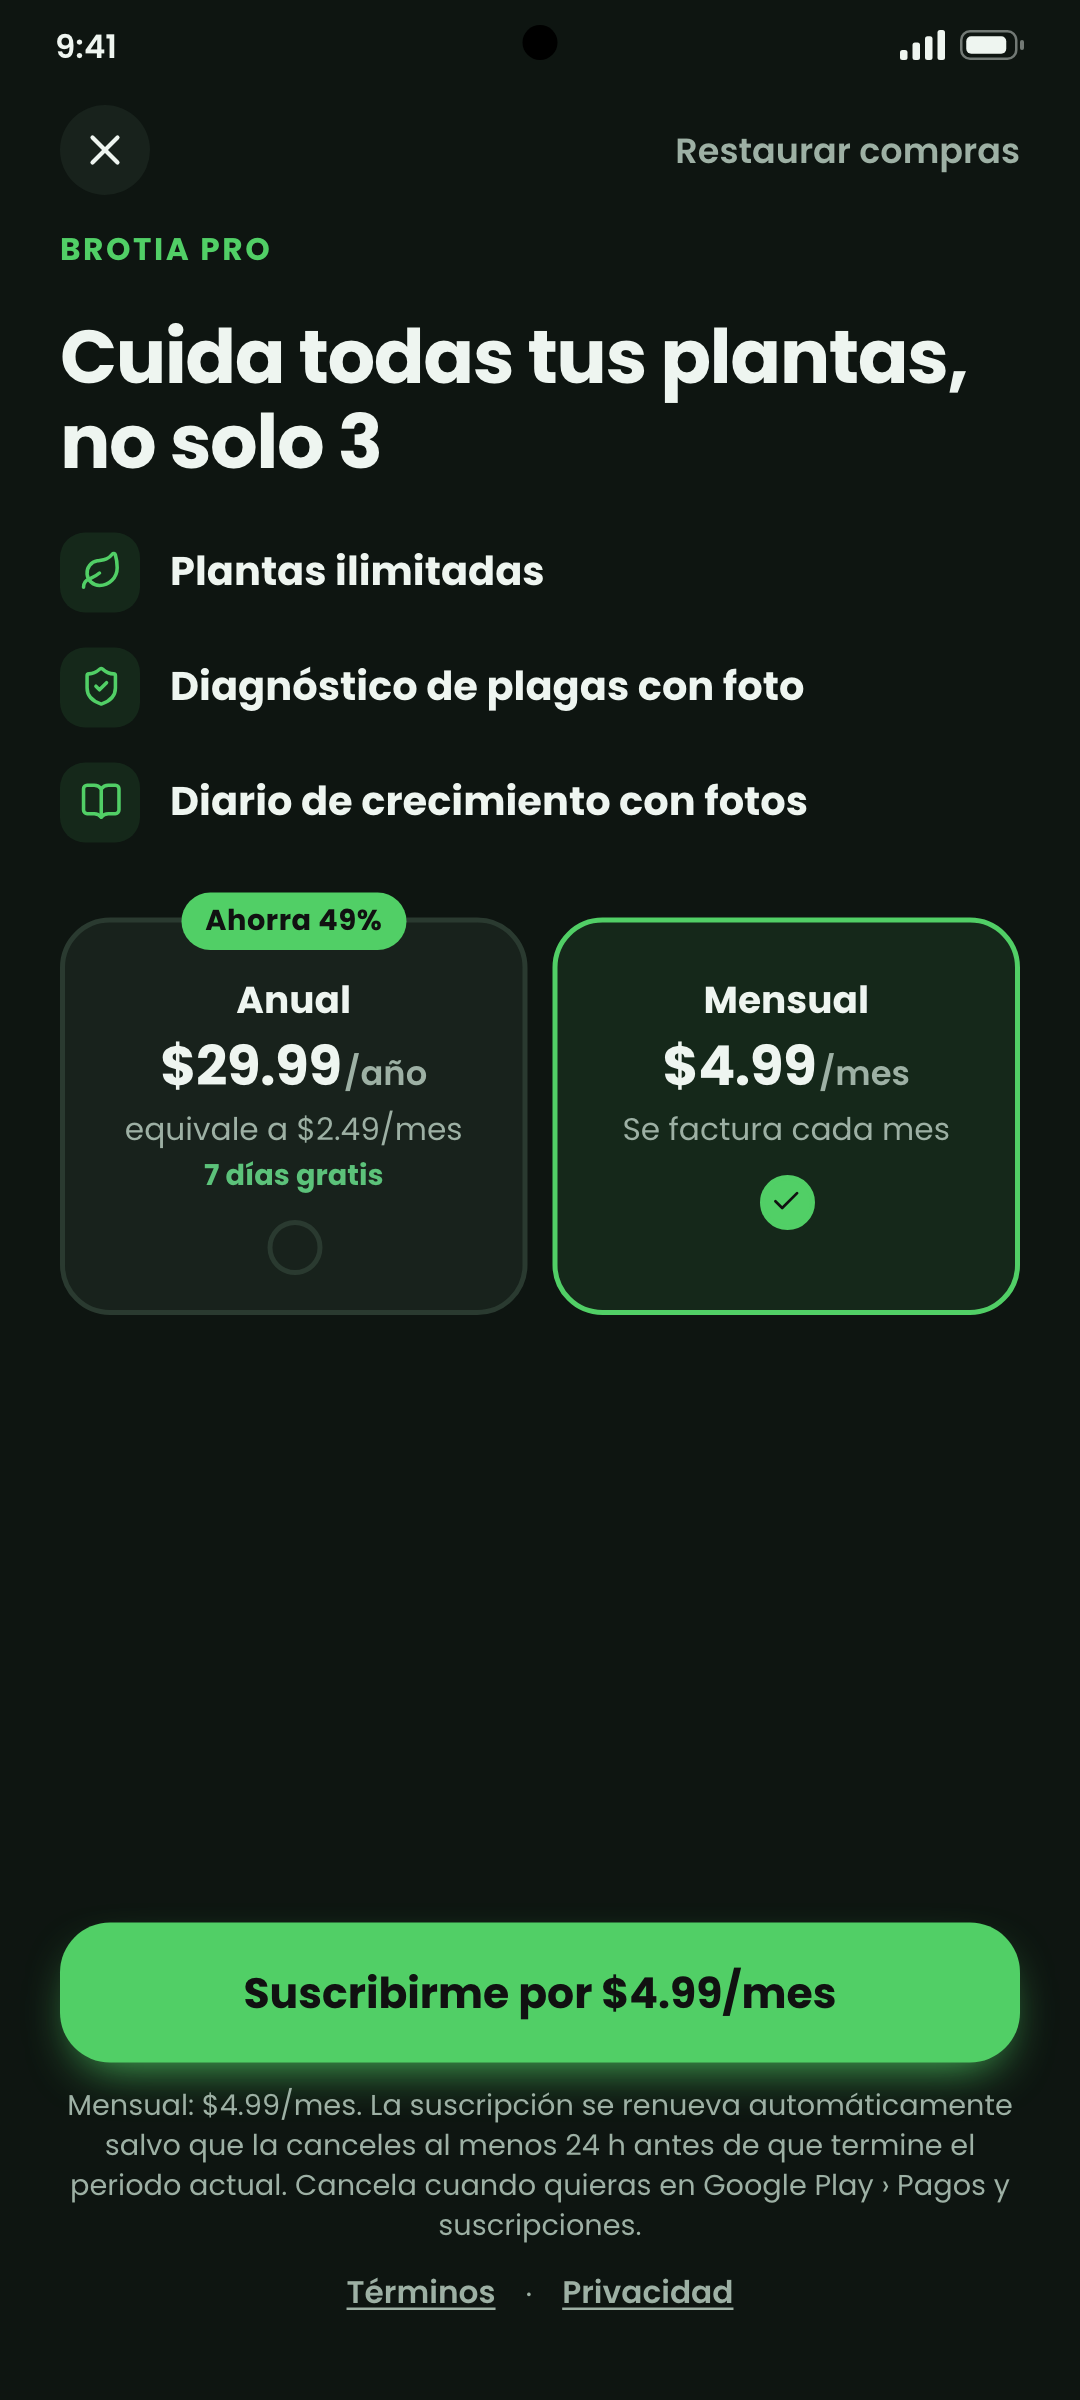 9:41
Restaurar compras
BROTIA PRO
Cuida todas tus plantas,
no solo 3
Plantas ilimitadas
Diagnóstico de plagas con foto
Diario de crecimiento con fotos
Ahorra 49%
Anual
$29.99/año
equivale a $2.49/mes
7 días gratis
Mensual
$4.99/mes
Se factura cada mes
Suscribirme por $4.99/mes
Mensual: $4.99/mes. La suscripción se renueva automáticamente
salvo que la canceles al menos 24 h antes de que termine el
periodo actual. Cancela cuando quieras en Google Play › Pagos y
suscripciones.
Términos · Privacidad